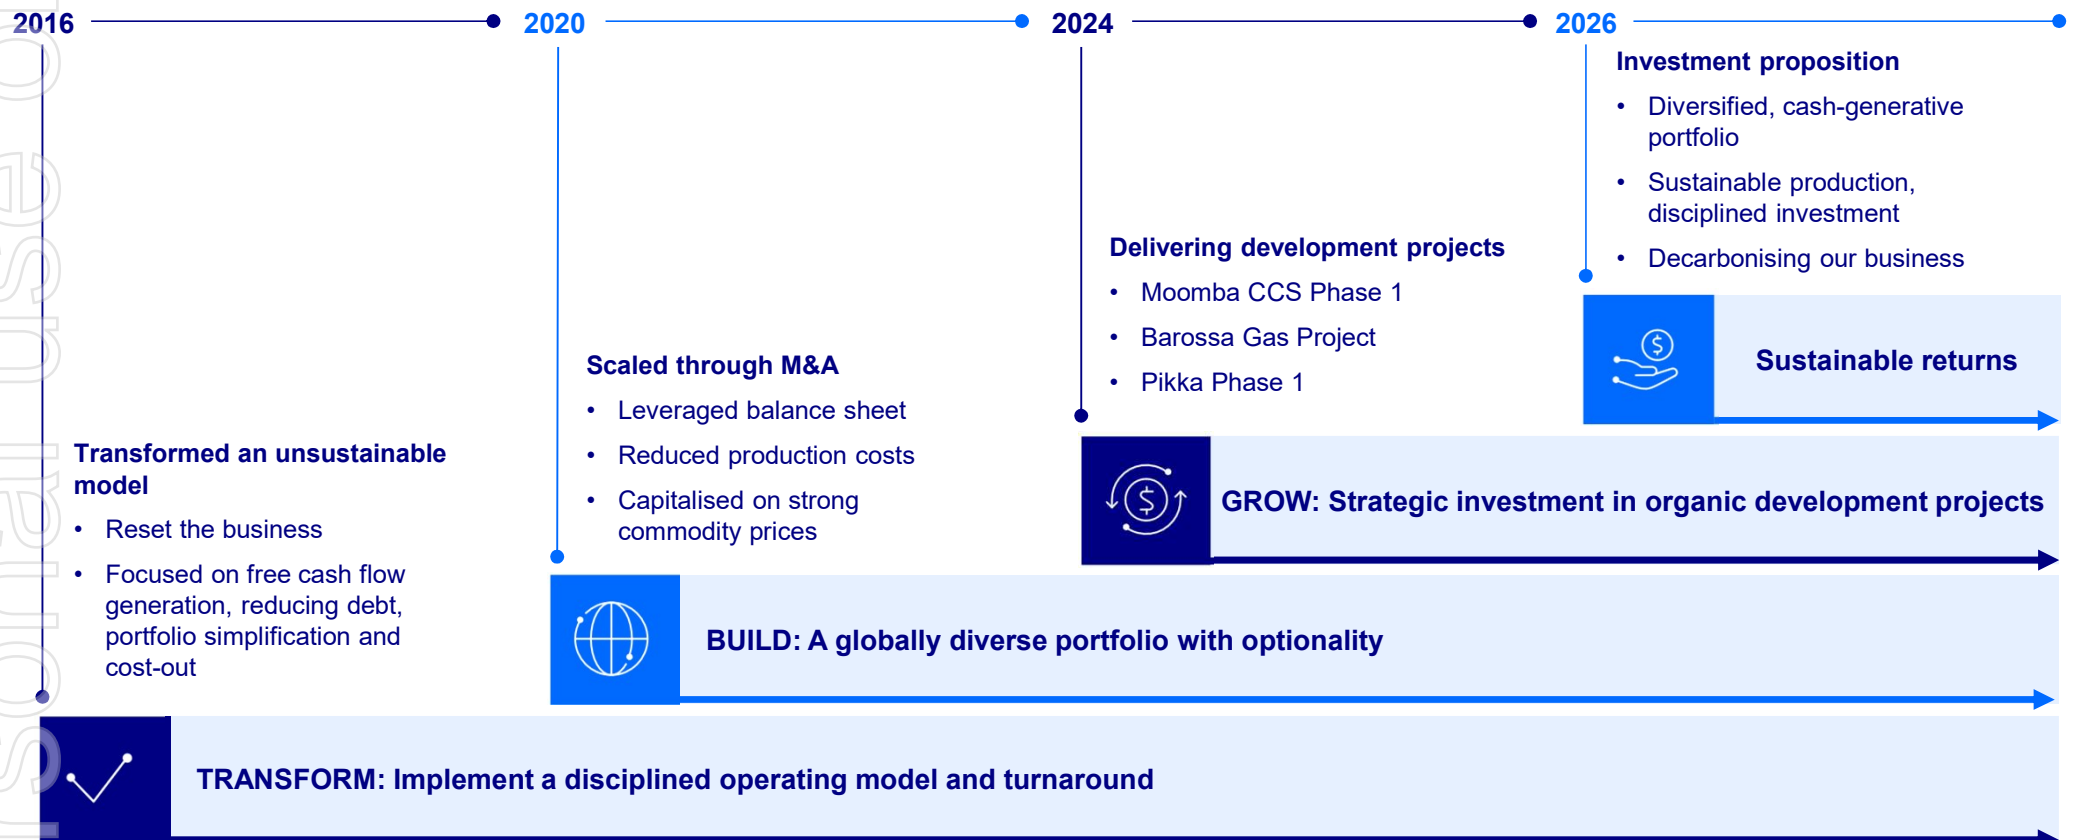 2016
2020
2024
2026
Investment proposition
• Diversified, cash-generative
portfolio
• Sustainable production,
disciplined investment
• Decarbonising our business
Delivering development projects
• Moomba CCS Phase 1
• Barossa Gas Project
• Pikka Phase 1
Scaled through M&A
• Leveraged balance sheet
• Reduced production costs
• Capitalised on strong
commodity prices
Transformed an unsustainable
model
• Reset the business
• Focused on free cash flow
generation, reducing debt,
portfolio simplification and
cost-out
Sustainable returns
GROW: Strategic investment in organic development projects
BUILD: A globally diverse portfolio with optionality
TRANSFORM: Implement a disciplined operating model and turnaround